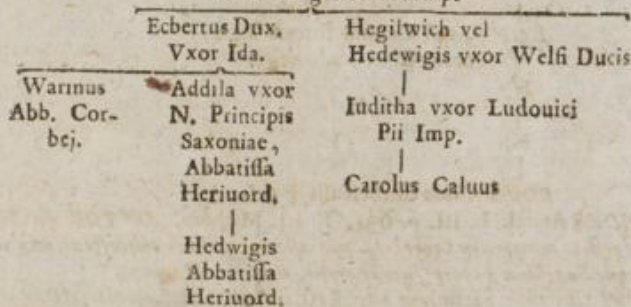 Ecbertus Dux.
Vxor Ida.
Hegilwich vel
Hedewigis vxor Welfi Ducis
Warinus
Abb. Cor-
bej.
Addila vxor
N. Principis
Saxoniae,
Abbatissa
Heriuord.
Iuditha vxor Ludouici
Pii Imp.
Carolus Caluus
Hedwigis
Abbatissa
Heriuord.